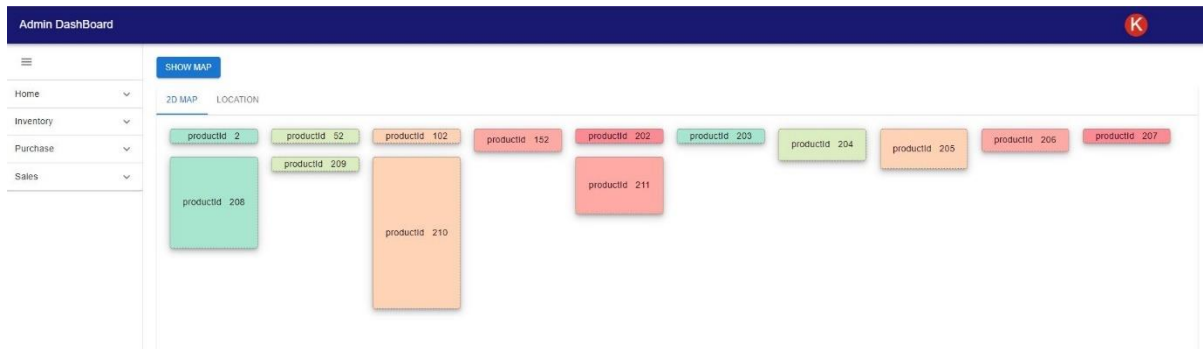 Admin DashBoard
K
SHOW MAP
Home
2D MAP LOCATION
Inventory
Purchase
Sales
productId 2 productId 52 productId 102 productId 152 productId 202 productId 203 productId 204 productId 205 productId 206 productId 207
productId 208 productId 209 productId 210 productId 211